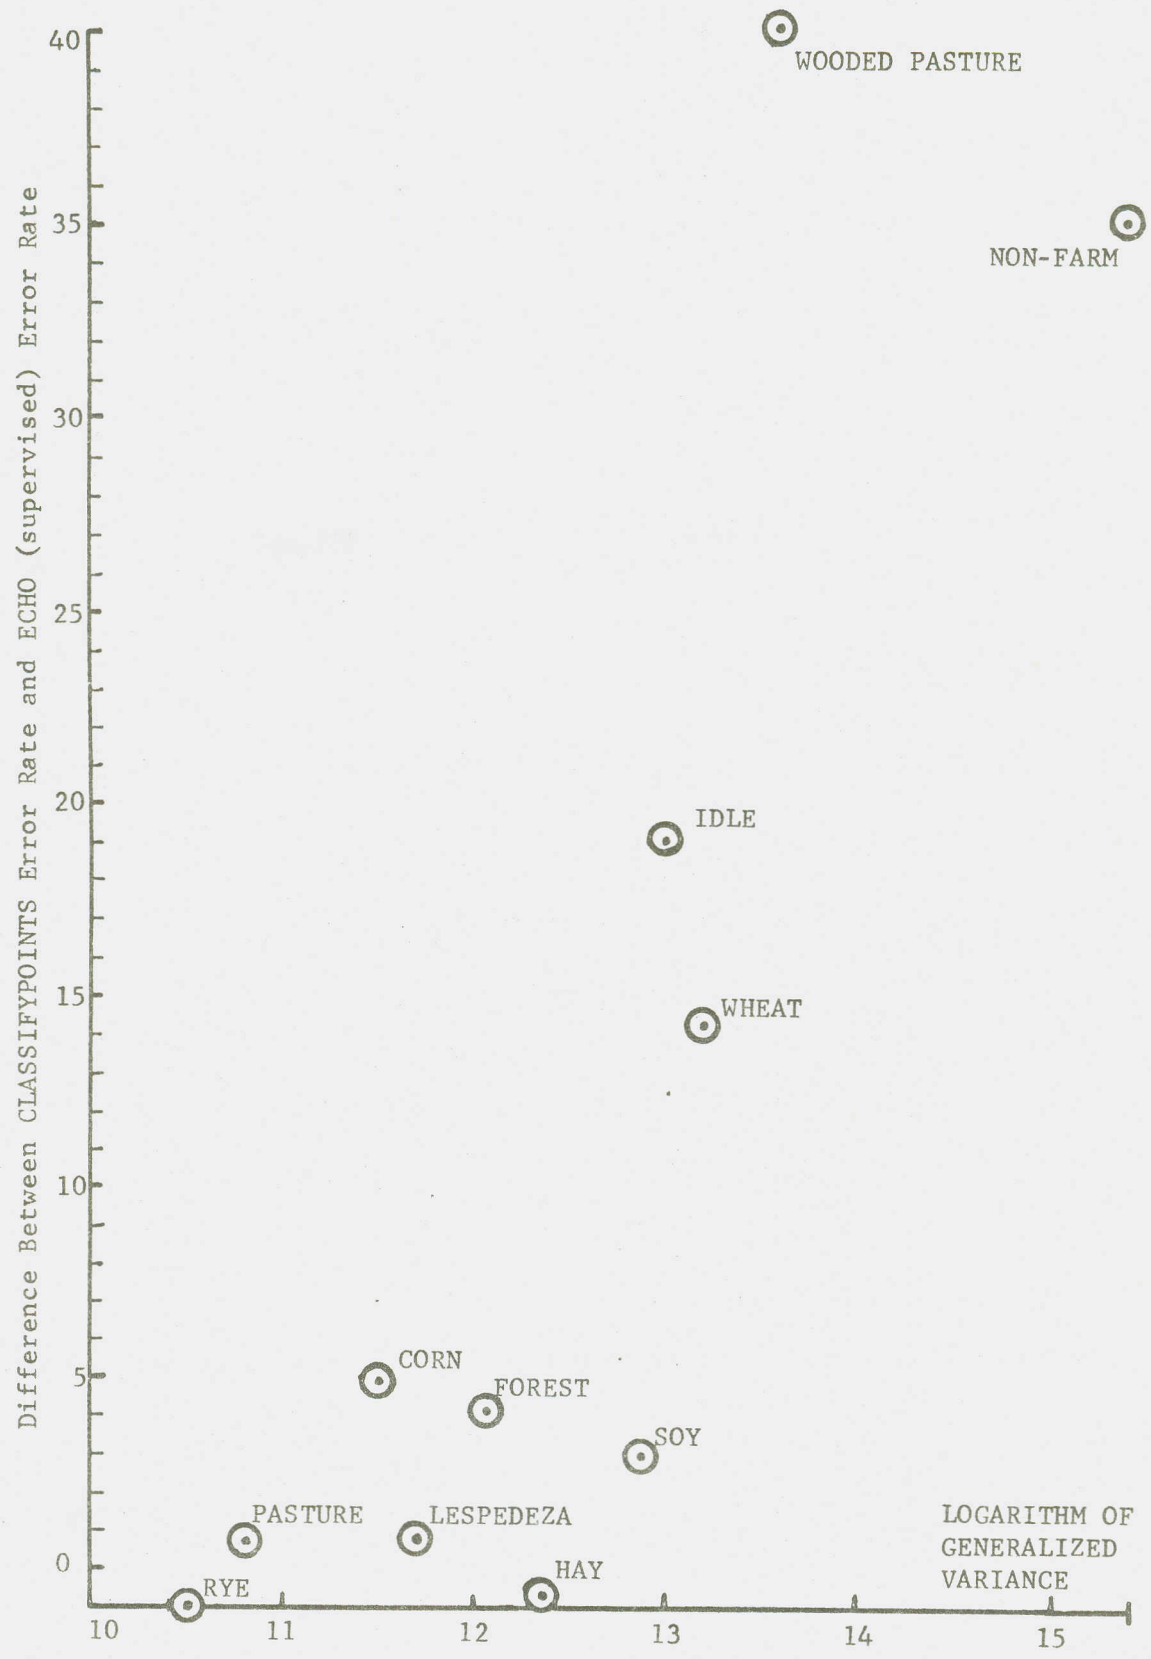 40
WOODED PASTURE
35
NON-FARM
30
25
20
IDLE
15
WHEAT
10
5
CORN
FOREST
SOY
PASTURE
LESPEDEZA
0
HAY
RYE
LOGARITHM OF
GENERALIZED
VARIANCE
10 11 12 13 14 15
Difference Between CLASSIFYPOINTS Error Rate and ECHO (supervised) Error Rate